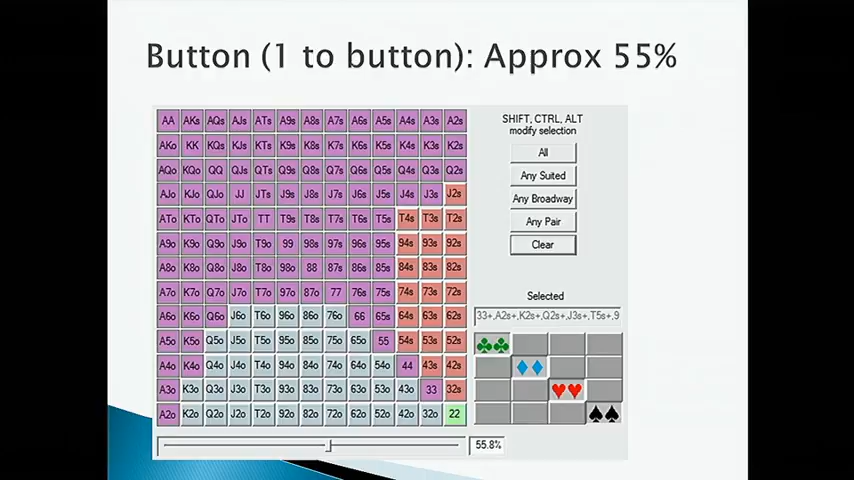 Button (1 to button): Approx 55%
SHIFT, CTRL, ALT
modify selection
AA AKs AQs AJs ATs A9s A8s A7s A6s A5s A4s A3s A2s
All
AKo KK KQs KJs KTs K9s K8s K7s K6s K5s K4s K3s K2s
AQo KQo QQ QJs QTs Q9s Q8s Q7s Q6s Q5s Q4s Q3s Q2s
Any Suited
AJo KJo QJo JJ JTs J9s J8s J7s J6s J5s J4s J3s J2s
Any Broadway
ATo KTo QTo JTo TT T9s T8s T7s T6s T5s T4s T3s T2s
Any Pair
A9o K9o Q9o J9o T9o 99 98s 97s 96s 95s 94s 93s 92s
Clear
A8o K8o Q8o J8o T8o 98o 88 87s 86s 85s 84s 83s 82s
A7o K7o Q7o J7o T7o 97o 87o 77 76s 75s 74s 73s 72s
Selected
A6o K6o Q6o J6o T6o 96o 86o 76o 66 65s 64s 63s 62s
33+,A2s+,K2s+,Q2s+,J3s+,T5s+,9
A5o K5o Q5o J5o T5o 95o 85o 75o 65o 55 54s 53s 52s
A4o K4o Q4o J4o T4o 94o 84o 74o 64o 54o 44 43s 42s
A3o K3o Q3o J3o T3o 93o 83o 73o 63o 53o 43o 33 32s
A2o K2o Q2o J2o T2o 92o 82o 72o 62o 52o 42o 32o 22
55.8%